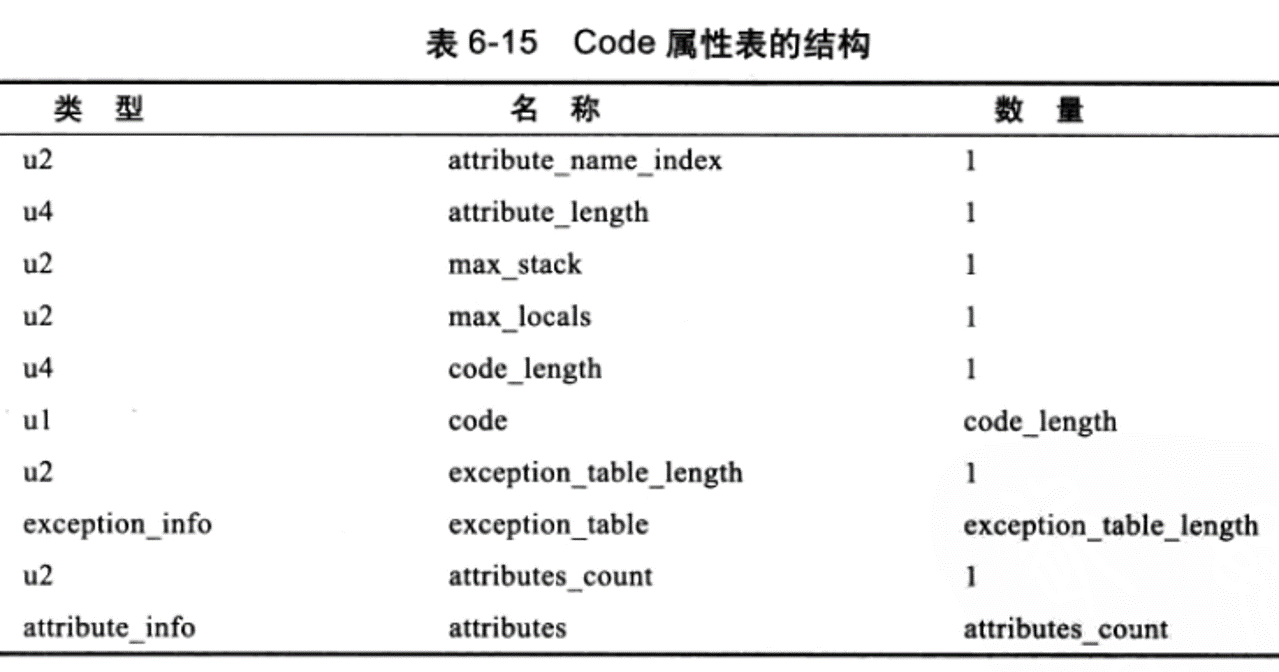 表 6-15 Code 属性表的结构
类 型 名 称 数 量
u2 attribute_name_index 1
u4 attribute_length 1
u2 max_stack 1
u2 max_locals 1
u4 code_length 1
u1 code code_length
u2 exception_table_length 1
exception_info exception_table exception_table_length
u2 attributes_count 1
attribute_info attributes attributes_count